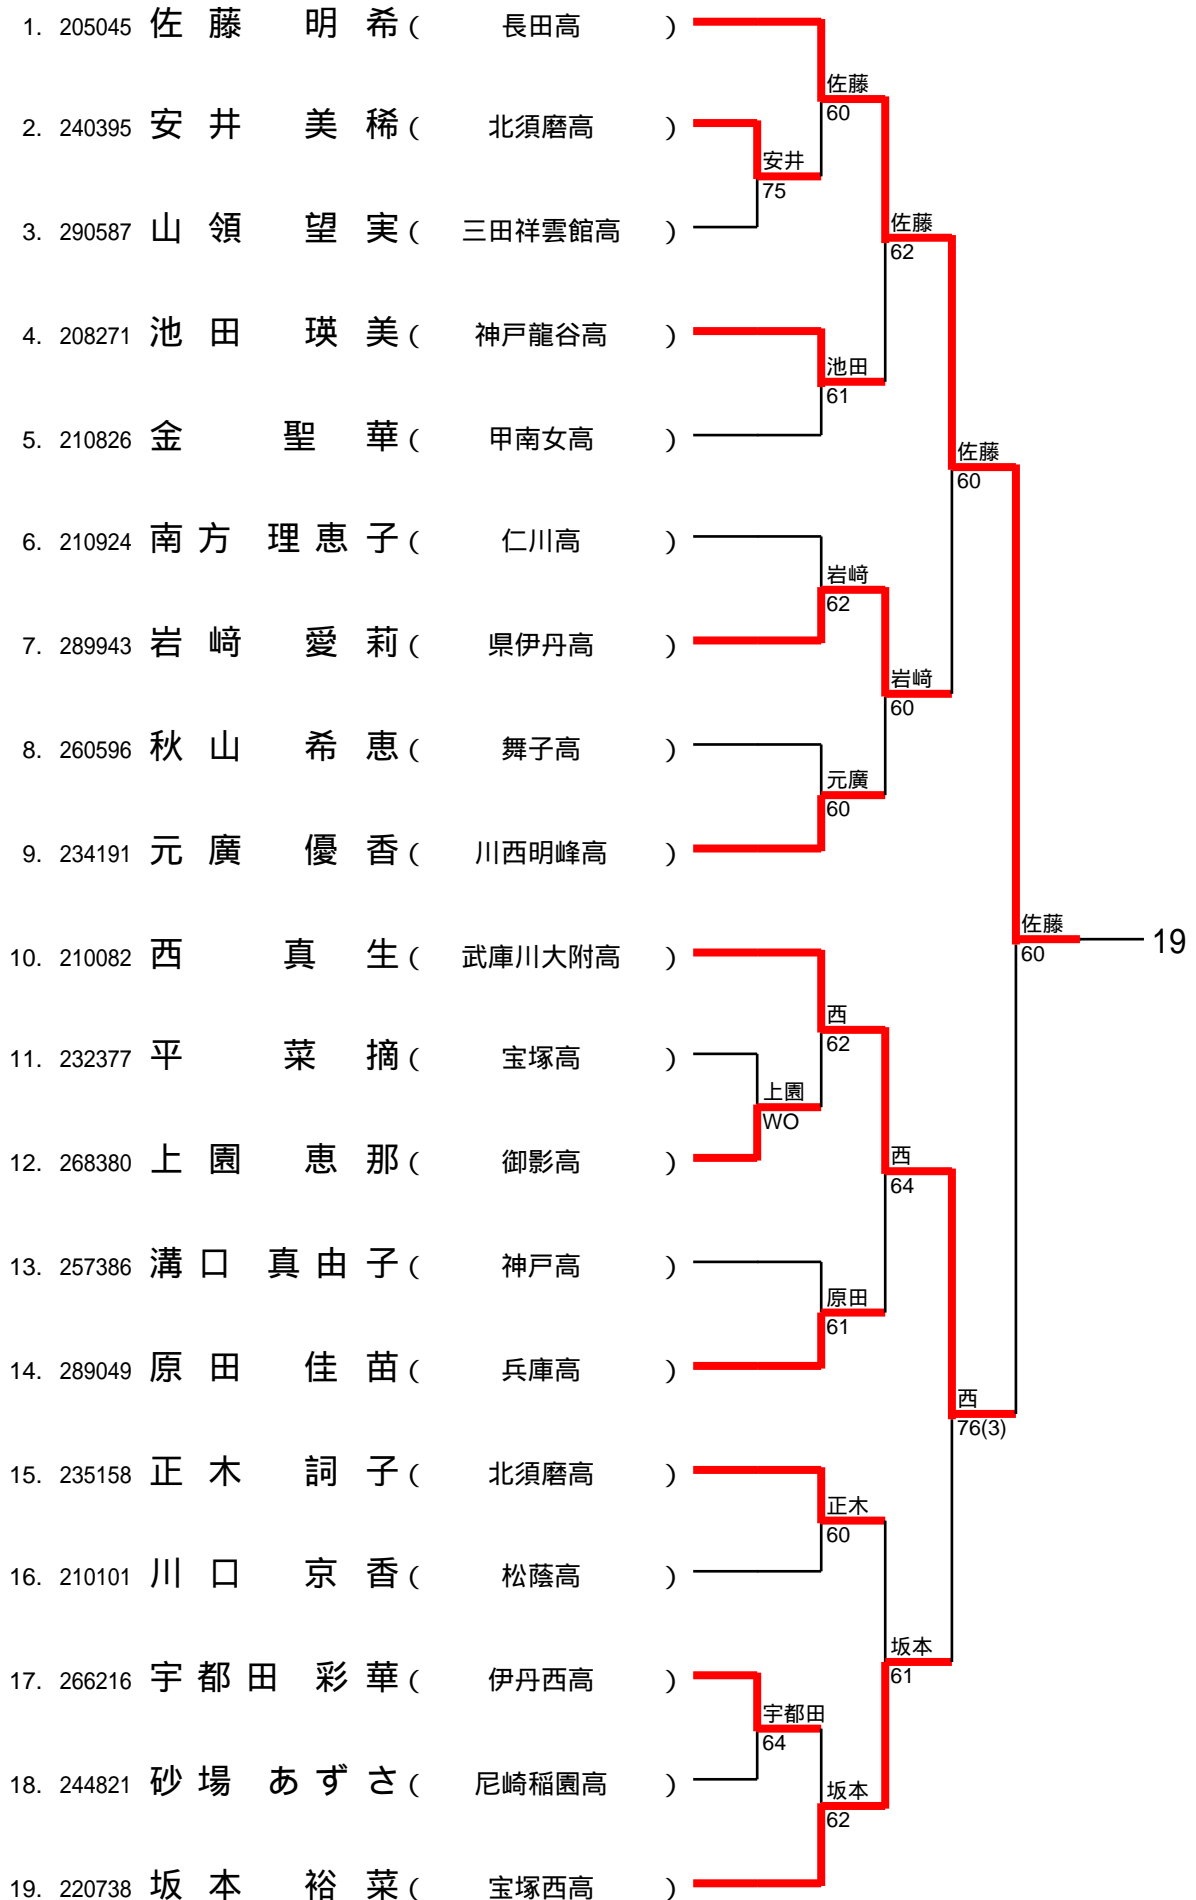 1. 205045 佐藤 明希 ( 長田高 )
佐藤
60
2. 240395 安井 美稀 ( 北須磨高 )
安井
75
3. 290587 山領 望実 ( 三田祥雲館高 )
佐藤
62
4. 208271 池田 瑛美 ( 神戸龍谷高 )
池田
61
5. 210826 金 聖華 ( 甲南女高 )
佐藤
60
6. 210924 南方 理恵子 ( 仁川高 )
岩﨑
62
7. 289943 岩﨑 愛莉 ( 県伊丹高 )
岩﨑
60
8. 260596 秋山 希恵 ( 舞子高 )
元廣
60
9. 234191 元廣 優香 ( 川西明峰高 )
佐藤
60
19
10. 210082 西 真生 ( 武庫川大附高 )
西
62
11. 232377 平 菜摘 ( 宝塚高 )
上園
WO
12. 268380 上園 恵那 ( 御影高 )
西
64
13. 257386 溝口 真由子 ( 神戸高 )
原田
61
14. 289049 原田 佳苗 ( 兵庫高 )
西
76(3)
15. 235158 正木 詞子 ( 北須磨高 )
正木
60
16. 210101 川口 京香 ( 松蔭高 )
坂本
61
17. 266216 宇都田 彩華 ( 伊丹西高 )
宇都田
64
18. 244821 砂場 あずさ ( 尼崎稲園高 )
坂本
62
19. 220738 坂本 裕菜 ( 宝塚西高 )